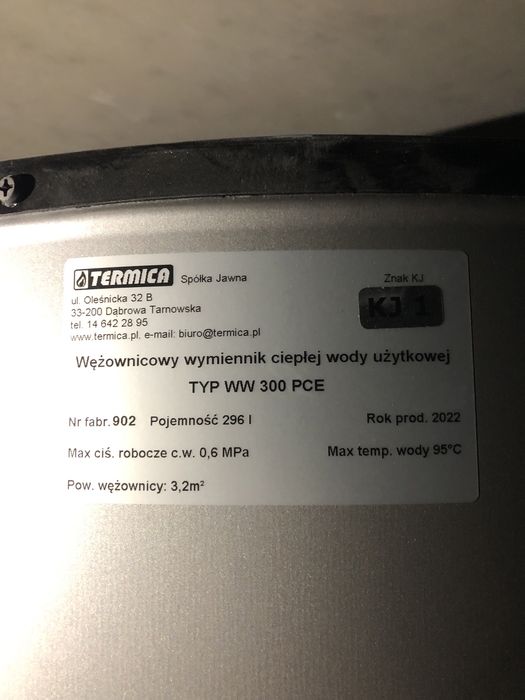 TERMICA Spółka Jawna
Znak KJ
ul. Oleśnicka 32 B
KJ 1
33-200 Dąbrowa Tarnowska
tel. 14 642 28 95
www.termica.pl. e-mail: biuro@termica.pl
Wężownicowy wymiennik ciepłej wody użytkowej
TYP WW 300 PCE
Nr fabr. 902 Pojemność 296 l Rok prod. 2022
Max ciś. robocze c.w. 0,6 MPa Max temp. wody 95°C
Pow. wężownicy: 3,2m²